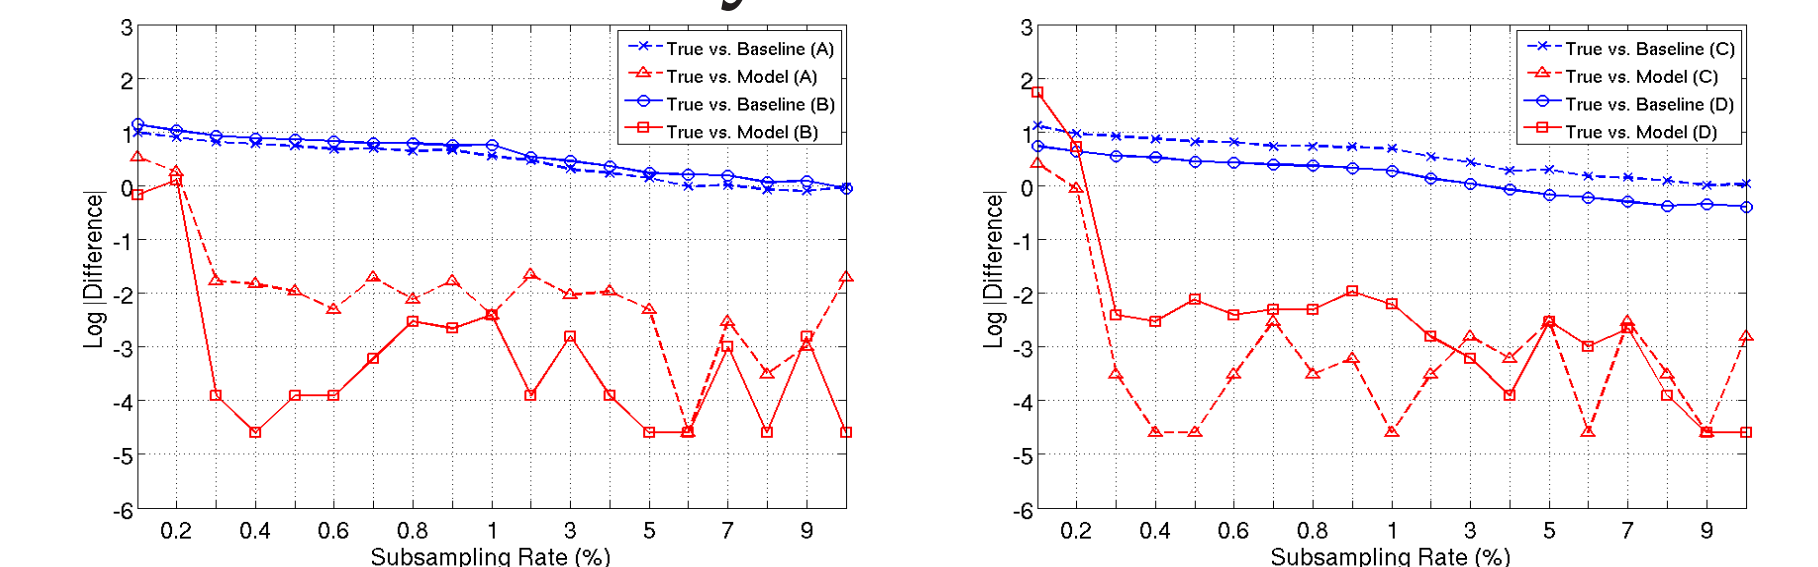 3
2
1
0
-1
-2
-3
-4
-5
-6
Log |Difference|
True vs. Baseline (A)
True vs. Model (A)
True vs. Baseline (B)
True vs. Model (B)
0.2 0.4 0.6 0.8 1 3 5 7 9
Subsampling Rate (%)
3
2
1
0
-1
-2
-3
-4
-5
-6
Log |Difference|
True vs. Baseline (C)
True vs. Model (C)
True vs. Baseline (D)
True vs. Model (D)
0.2 0.4 0.6 0.8 1 3 5 7 9
Subsampling Rate (%)